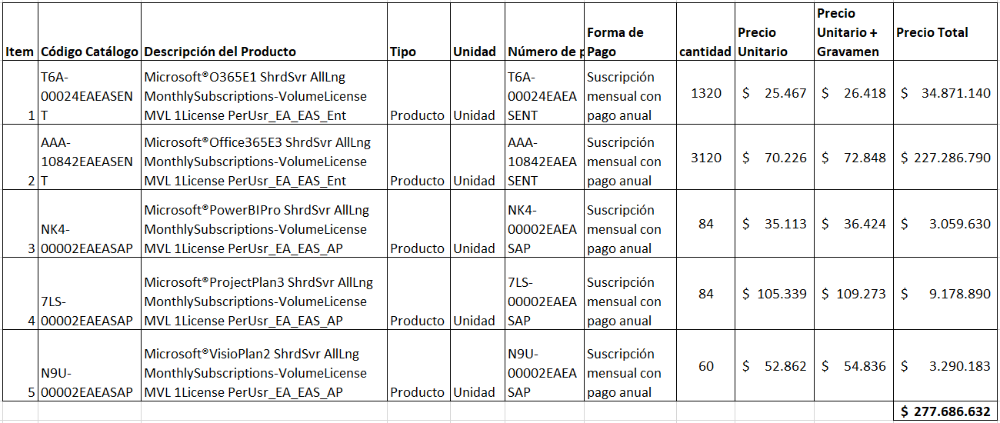 Item Código Catálogo Descripción del Producto Tipo Unidad Número de p Forma de Pago cantidad Precio Unitario Precio Unitario + Gravamen Precio Total
1 T6A-00024EAEASENT Microsoft®O365E1 ShrdSvr AllLng MonthlySubscriptions-VolumeLicense MVL 1License PerUsr_EA_EAS_Ent Producto Unidad T6A-00024EAEASENT Suscripción mensual con pago anual 1320 $ 25.467 $ 26.418 $ 34.871.140
2 AAA-10842EAEASENT Microsoft®Office365E3 ShrdSvr AllLng MonthlySubscriptions-VolumeLicense MVL 1License PerUsr_EA_EAS_Ent Producto Unidad AAA-10842EAEASENT Suscripción mensual con pago anual 3120 $ 70.226 $ 72.848 $ 227.286.790
3 NK4-00002EAEASAP Microsoft®PowerBIPro ShrdSvr AllLng MonthlySubscriptions-VolumeLicense MVL 1License PerUsr_EA_EAS_AP Producto Unidad NK4-00002EAEASAP Suscripción mensual con pago anual 84 $ 35.113 $ 36.424 $ 3.059.630
4 7LS-00002EAEASAP Microsoft®ProjectPlan3 ShrdSvr AllLng MonthlySubscriptions-VolumeLicense MVL 1License PerUsr_EA_EAS_AP Producto Unidad 7LS-00002EAEASAP Suscripción mensual con pago anual 84 $ 105.339 $ 109.273 $ 9.178.890
5 N9U-00002EAEASAP Microsoft®VisioPlan2 ShrdSvr AllLng MonthlySubscriptions-VolumeLicense MVL 1License PerUsr_EA_EAS_AP Producto Unidad N9U-00002EAEASAP Suscripción mensual con pago anual 60 $ 52.862 $ 54.836 $ 3.290.183
$ 277.686.632